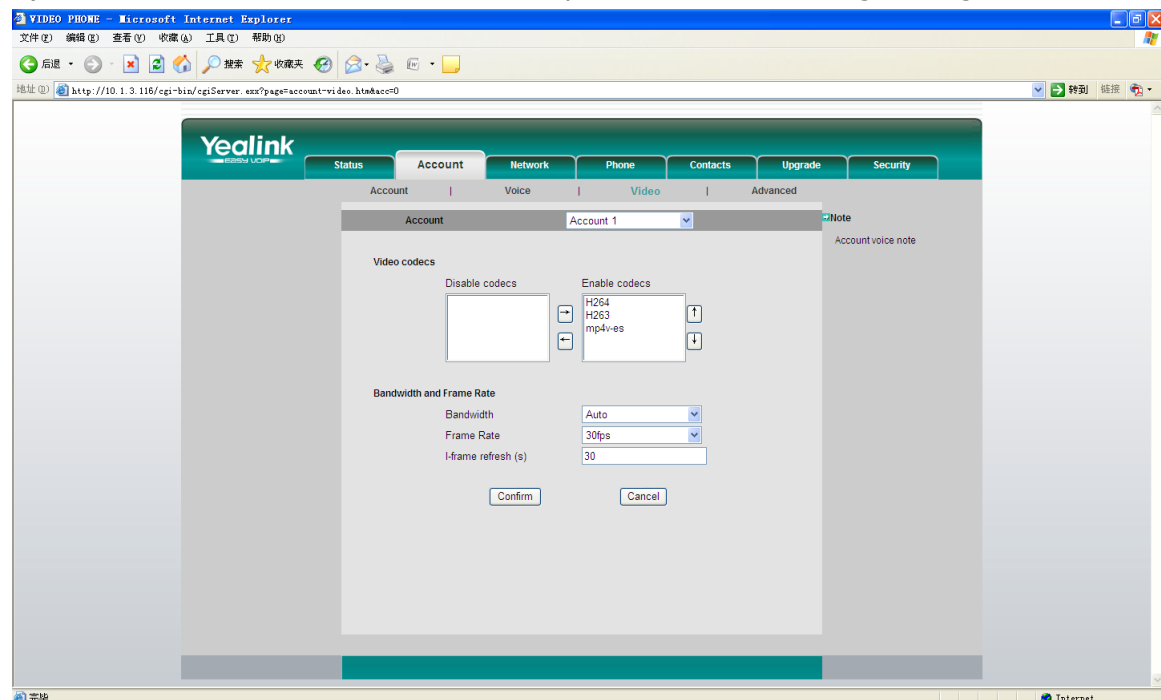 VIDEO PHONE - Microsoft Internet Explorer
文件(F) 编辑(E) 查看(V) 收藏(A) 工具(T) 帮助(H)
后退 搜索 收藏夹
地址(D) http://10.1.3.116/cgi-bin/cgiServer.exx?page=account-video.htm&acc=0 转到 链接
Yealink
EASY VOIP
Status Account Network Phone Contacts Upgrade Security
Account | Voice | Video | Advanced
Account Account 1
Note
Account voice note
Video codecs
Disable codecs Enable codecs
H264
H263
mp4v-es
Bandwidth and Frame Rate
Bandwidth Auto
Frame Rate 30fps
I-frame refresh (s) 30
Confirm Cancel
完毕 Internet